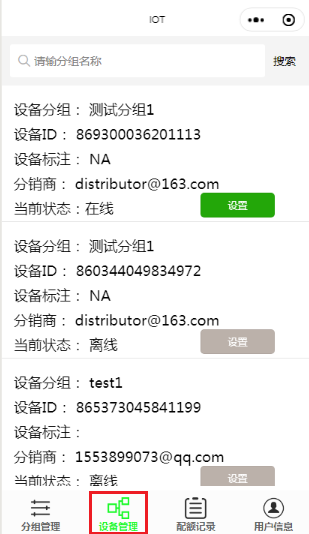 IOT
请输分组名称
搜索
设备分组： 测试分组1
设备ID： 869300036201113
设备标注： NA
分销商： distributor@163.com
当前状态：在线
设置
设备分组： 测试分组1
设备ID： 860344049834972
设备标注： NA
分销商： distributor@163.com
当前状态： 离线
设置
设备分组： test1
设备ID： 865373045841199
设备标注：
分销商： 1553899073@qq.com
当前状态： 离线
设置
分组管理
设备管理
配额记录
用户信息